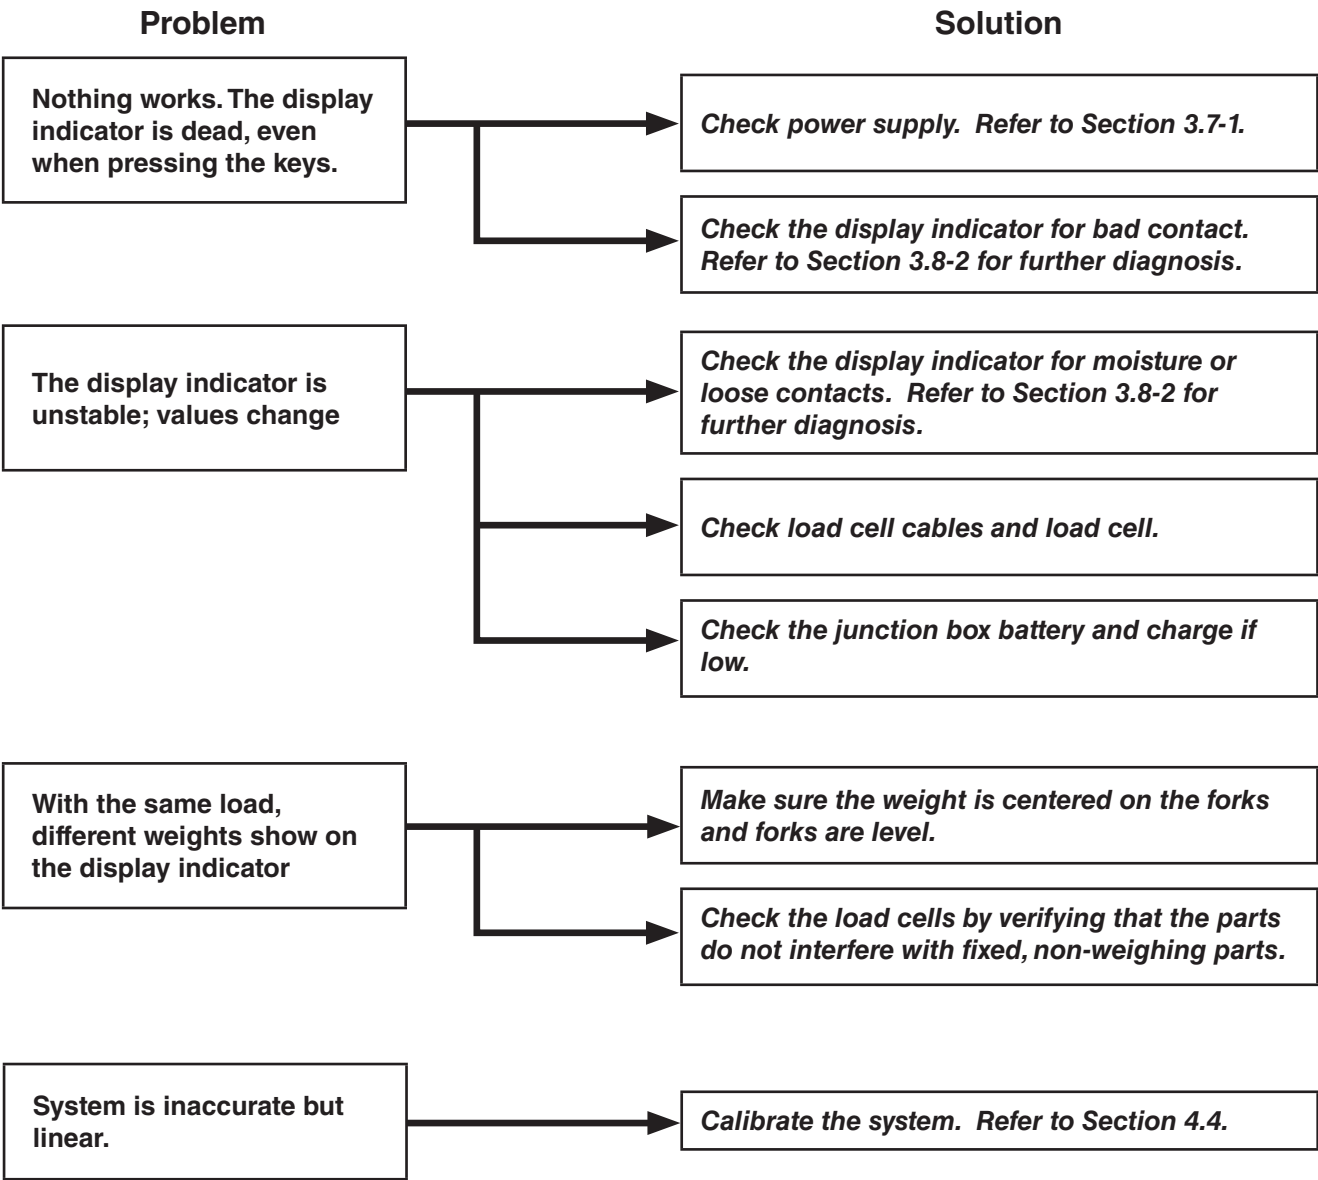 Problem
Solution
Nothing works. The display
indicator is dead, even
when pressing the keys.
Check power supply.  Refer to Section 3.7-1.
Check the display indicator for bad contact.
Refer to Section 3.8-2 for further diagnosis.
The display indicator is
unstable; values change
Check the display indicator for moisture or
loose contacts.  Refer to Section 3.8-2 for
further diagnosis.
Check load cell cables and load cell.
Check the junction box battery and charge if
low.
With the same load,
different weights show on
the display indicator
Make sure the weight is centered on the forks
and forks are level.
Check the load cells by verifying that the parts
do not interfere with fixed, non-weighing parts.
System is inaccurate but
linear.
Calibrate the system.  Refer to Section 4.4.